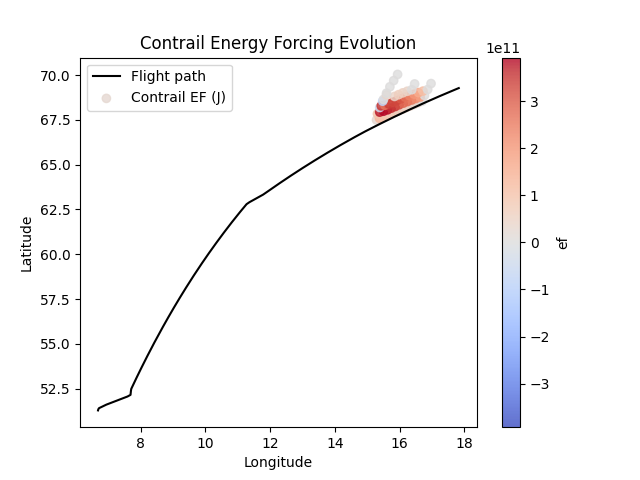 Contrail Energy Forcing Evolution
1e11
Flight path
Contrail EF (J)
70.0
67.5
65.0
62.5
60.0
57.5
55.0
52.5
Latitude
8 10 12 14 16 18
Longitude
3
2
1
0
−1
−2
−3
ef